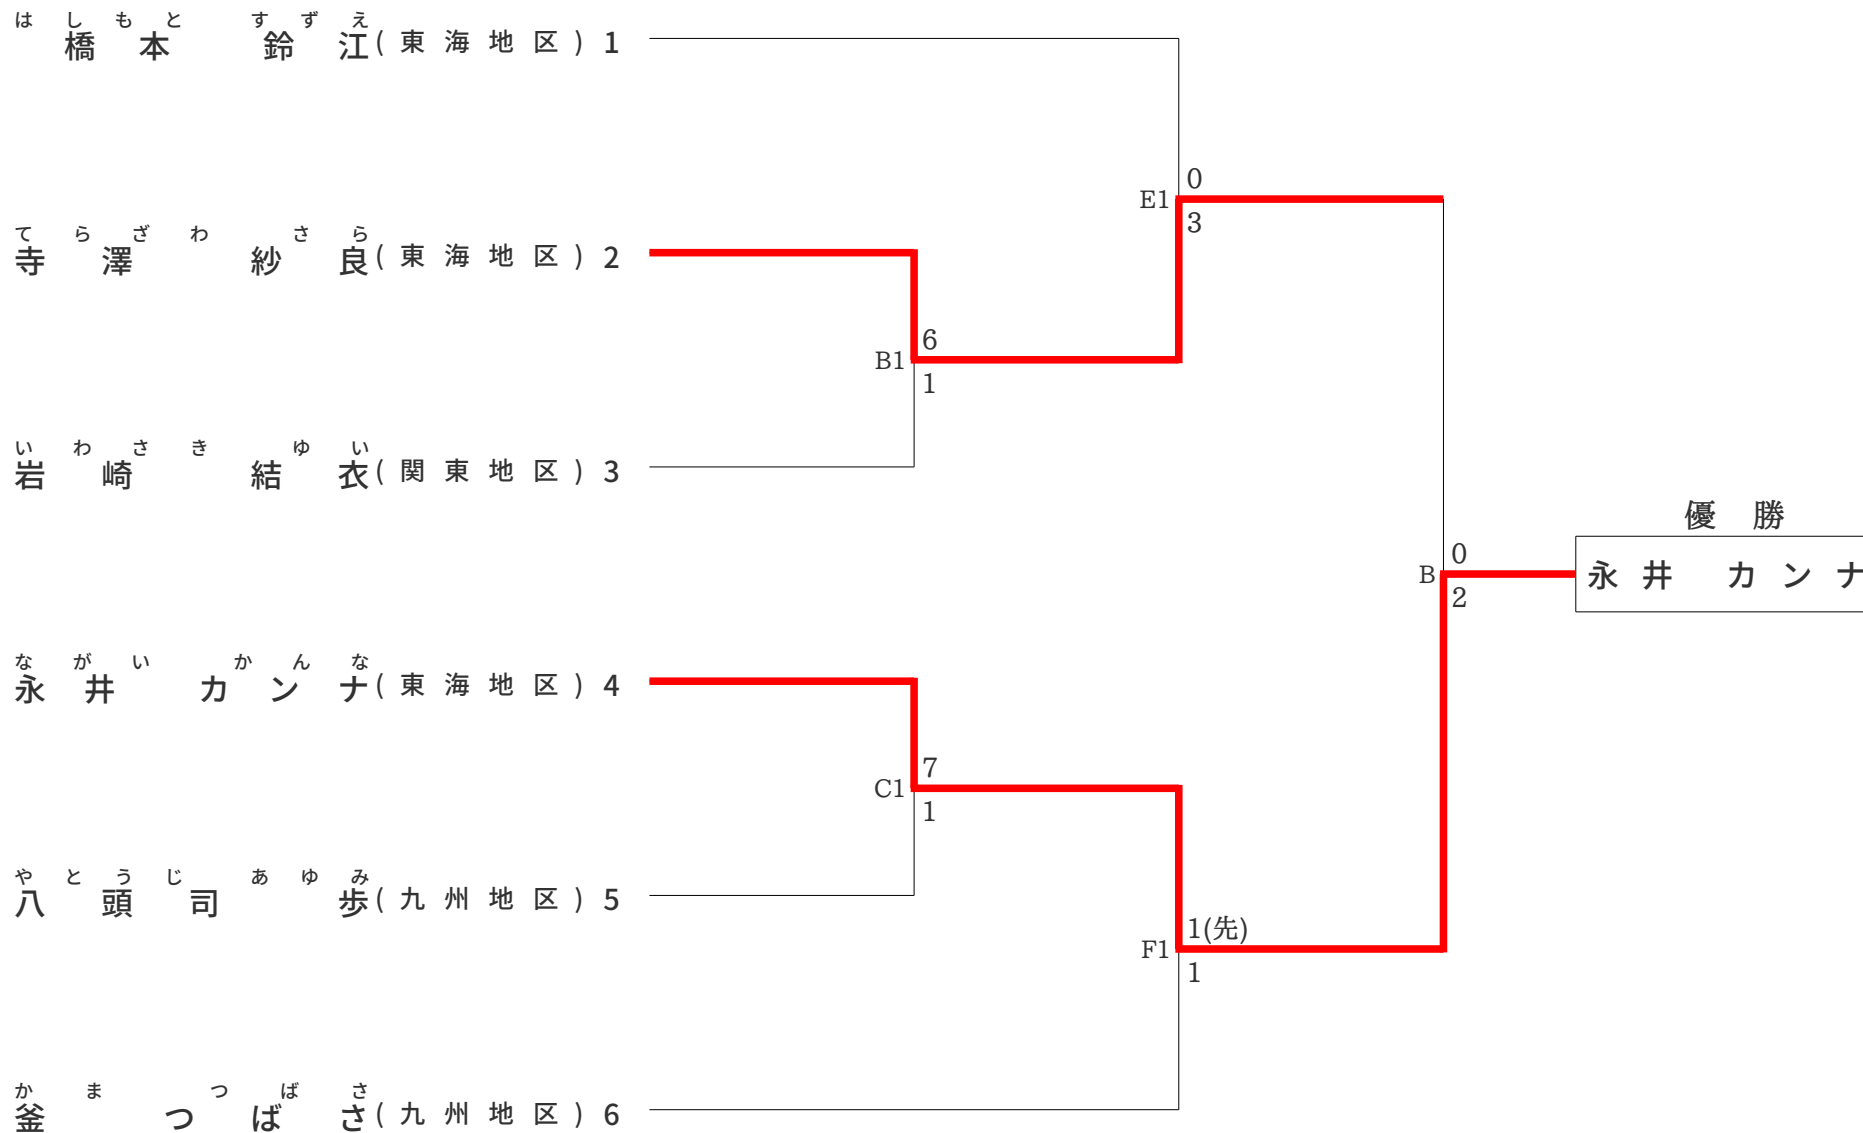 はしもと すずえ
橋本 鈴江(東海地区) 1
0
E1
3
てらざわ さら
寺澤 紗良(東海地区) 2
6
B1
1
いわさき ゆい
岩崎 結衣(関東地区) 3
優勝
0
B
永井 カンナ
2
ながい かんな
永井 カンナ(東海地区) 4
7
C1
1
やとうじ あゆみ
八頭司 歩(九州地区) 5
1(先)
F1
1
かま つばさ
釜 つばさ(九州地区) 6